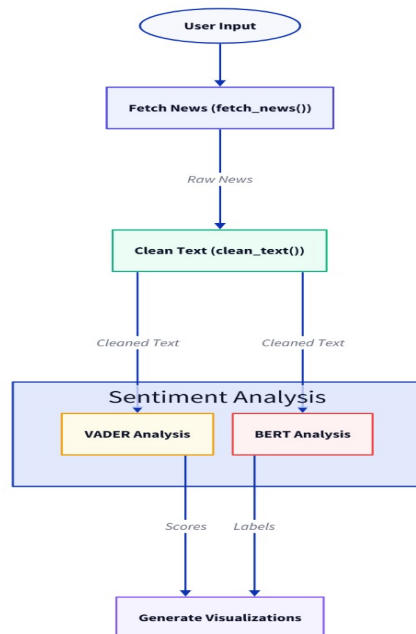 User Input
Fetch News (fetch_news())
Raw News
Clean Text (clean_text())
Cleaned Text
Cleaned Text
Sentiment Analysis
VADER Analysis
BERT Analysis
Scores
Labels
Generate Visualizations